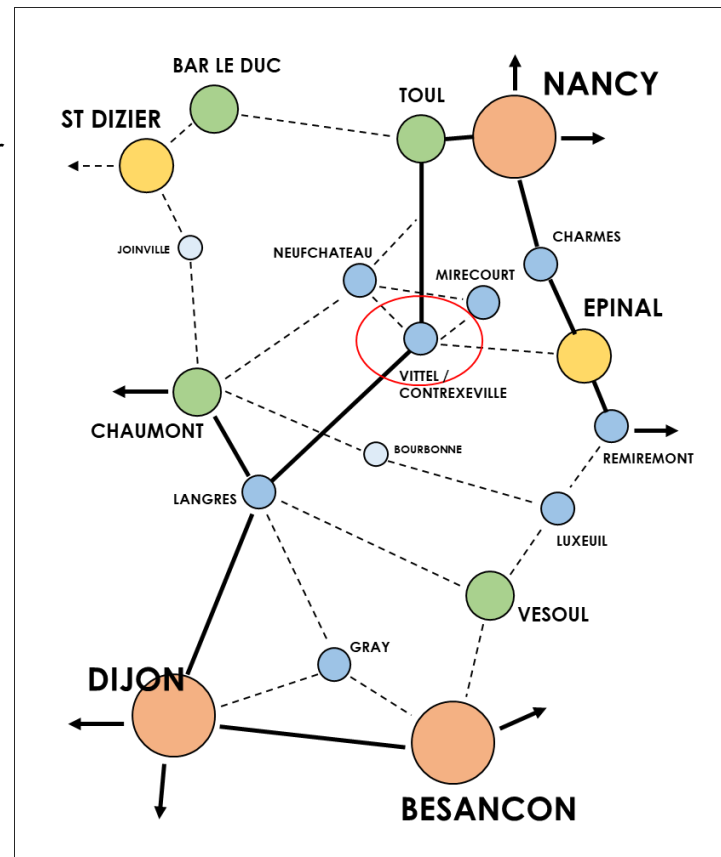 BAR LE DUC
NANCY
TOUL
ST DIZIER
CHARMES
JOINVILLE
NEUFCHATEAU
MIRECOURT
EPINAL
VITTEL /
CONTREXEVILLE
CHAUMONT
BOURBONNE
REMIREMONT
LANGRES
LUXEUIL
VESOUL
GRAY
DIJON
BESANCON